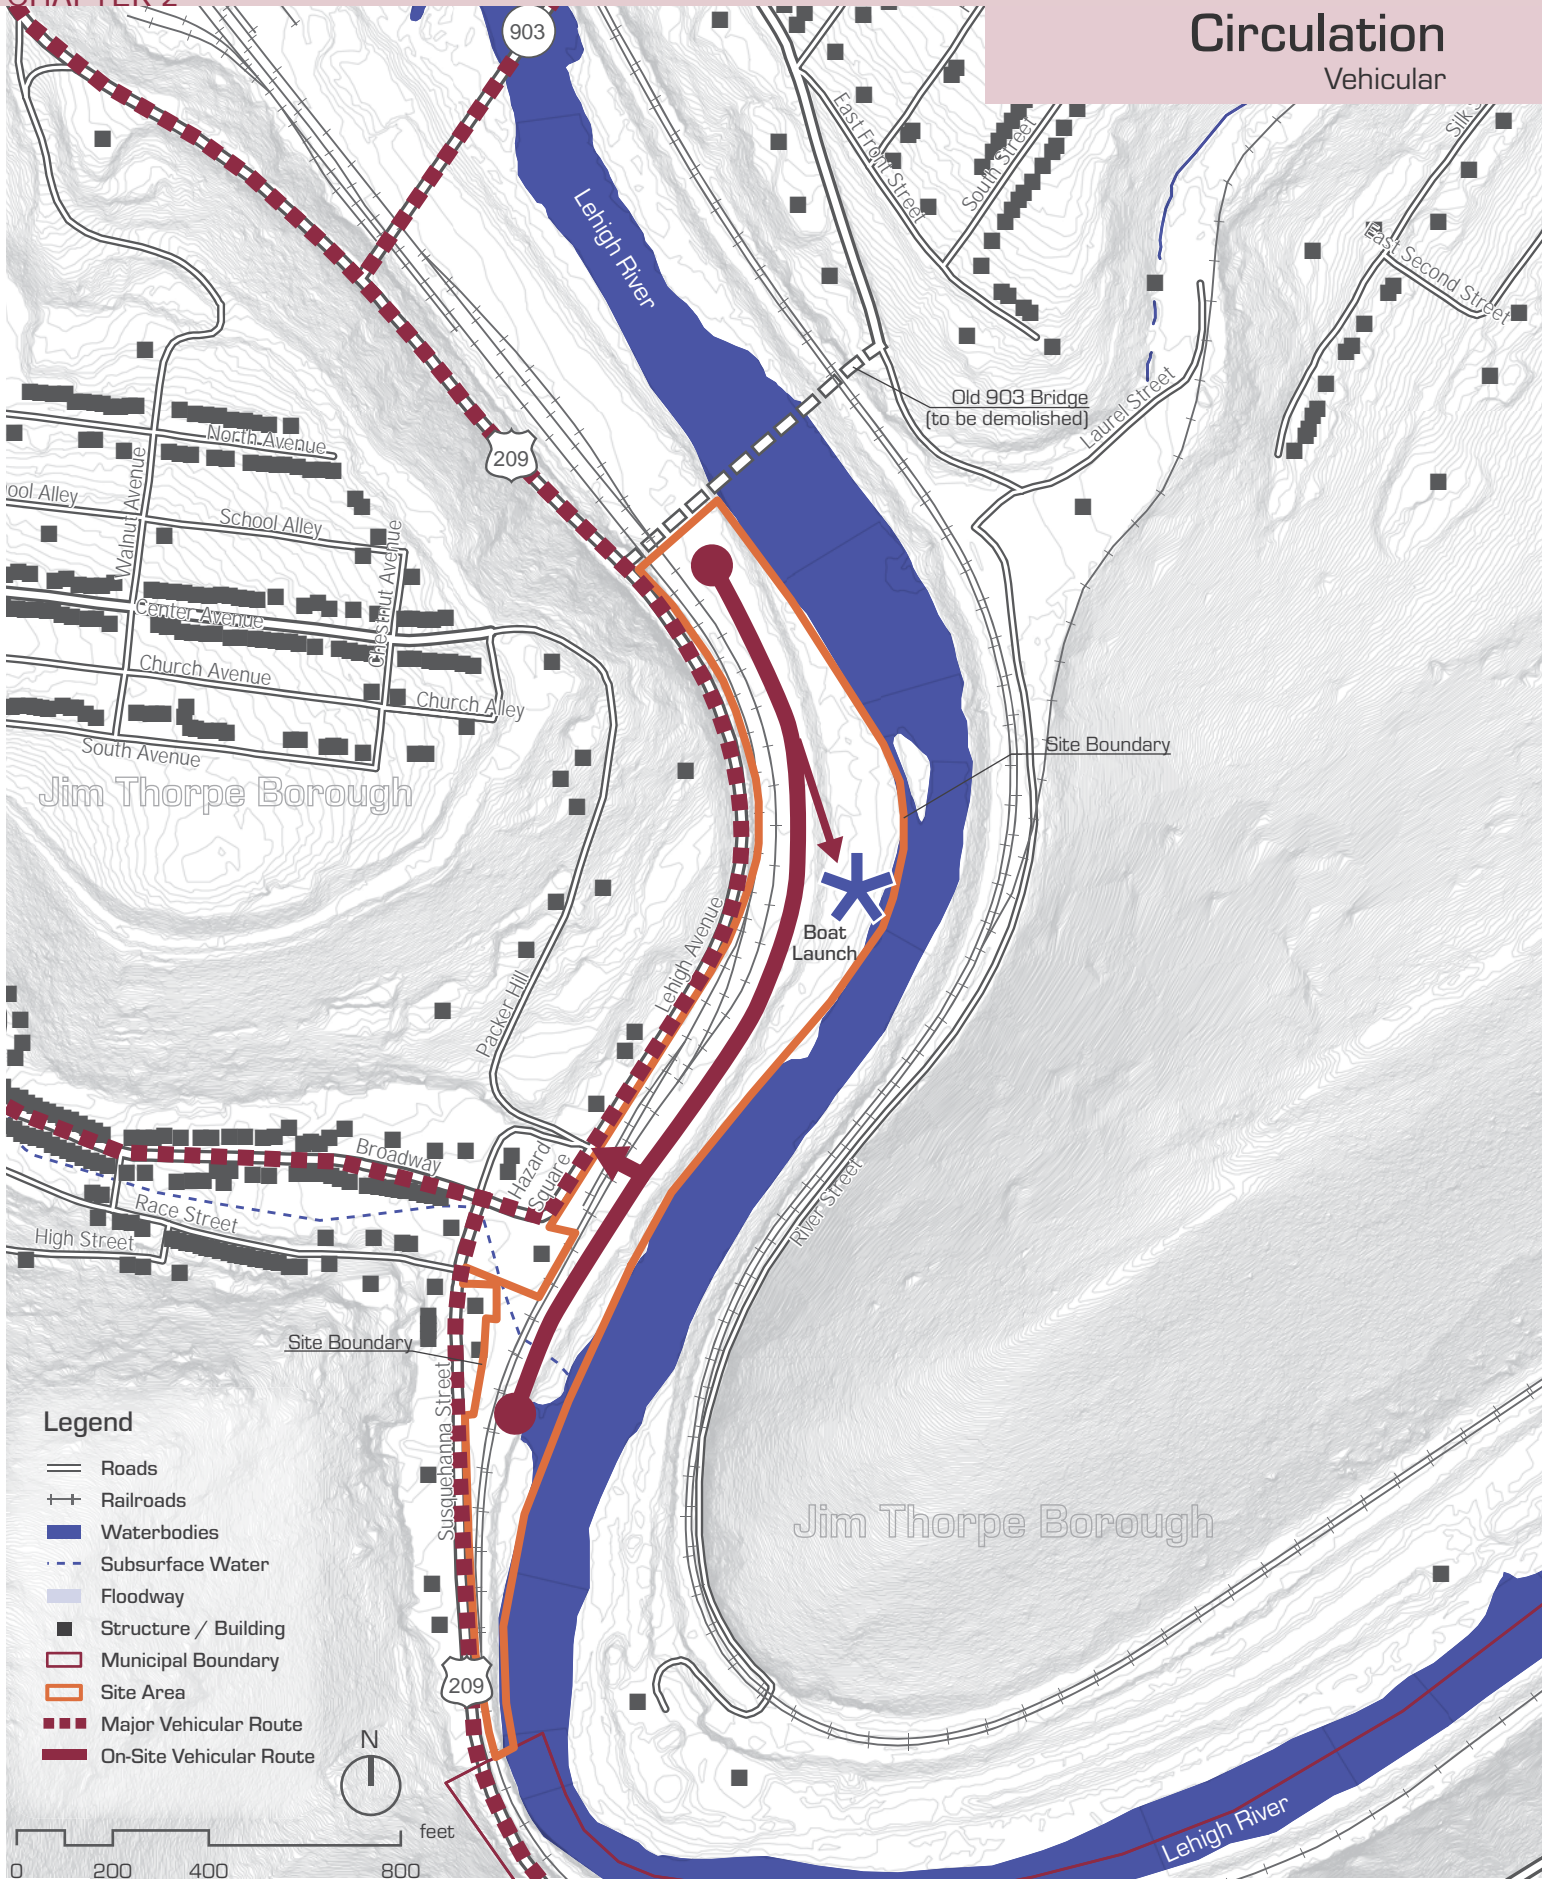 CHAPTER 2
Circulation
Vehicular
903
Lehigh River
East Front Street
South Street
East Second Street
Old 903 Bridge
(to be demolished)
Laurel Street
209
North Avenue
Walnut Avenue
School Alley
Chestnut Avenue
Center Avenue
Church Avenue
Church Alley
South Avenue
Jim Thorpe Borough
Site Boundary
Boat
Launch
Lehigh Avenue
Packer Hill
Broadway
Hazard
Square
Race Street
High Street
River Street
Site Boundary
Susquehanna Street
Jim Thorpe Borough
209
Lehigh River
Legend
Roads
Railroads
Waterbodies
Subsurface Water
Floodway
Structure / Building
Municipal Boundary
Site Area
Major Vehicular Route
On-Site Vehicular Route
N
feet
0 200 400 800